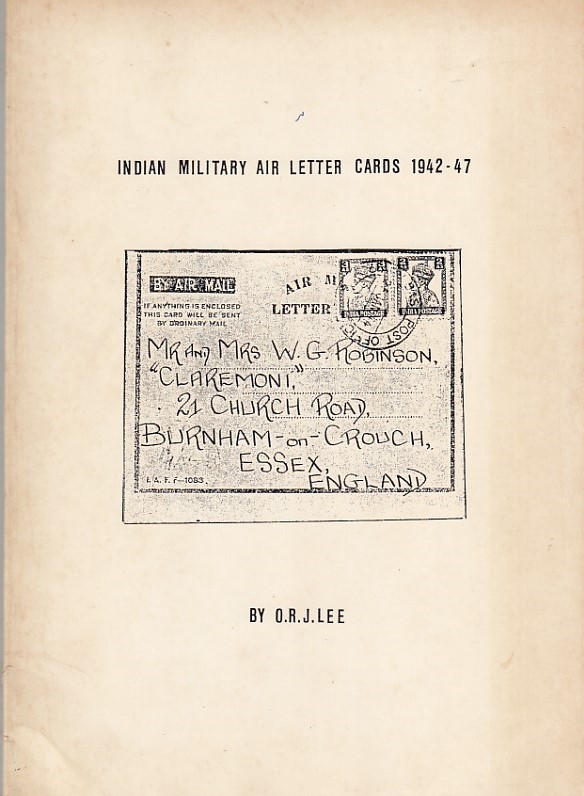 INDIAN MILITARY AIR LETTER CARDS 1942-47
BY AIR MAIL
AIR M
LETTER
IF ANYTHING IS ENCLOSED
THIS CARD WILL BE SENT
BY ORDINARY MAIL
INDIA POSTAGE
INDIA POSTAGE
POST OFFICE
MR AND MRS W. G. ROBINSON,
"CLAREMONT,"
21 CHURCH ROAD,
BURNHAM-ON-CROUCH,
ESSEX,
ENGLAND
I. A. F. F-1083.
BY O.R.J.LEE